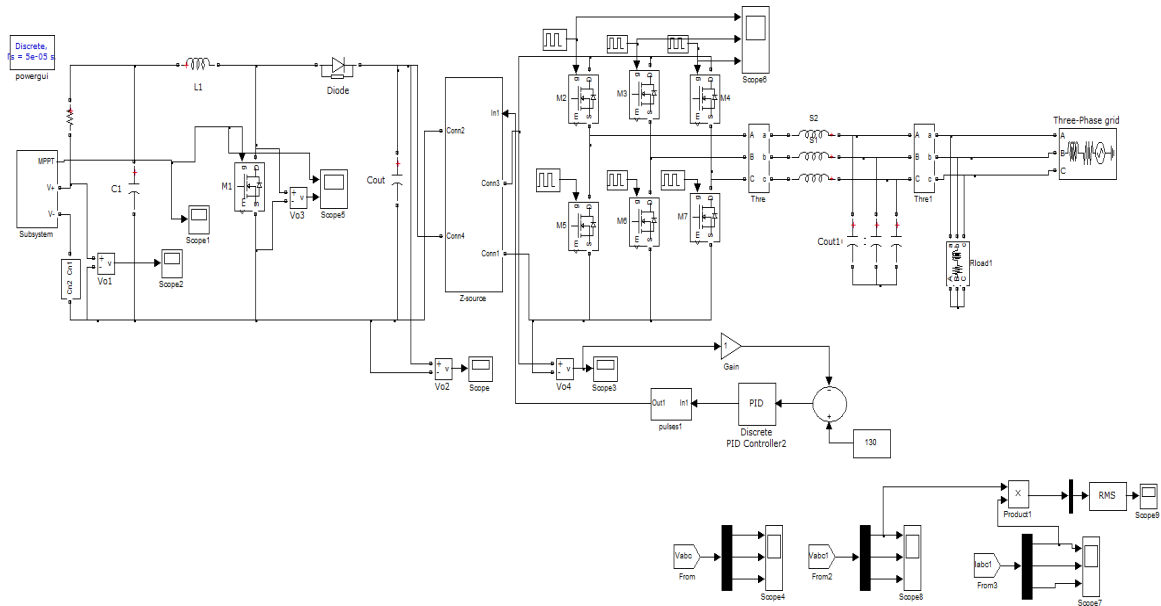 Discrete,
s = 5e-05 s
powergui
L1
Diode
MPPT
V+
V-
Subsystem
Cn2 Cn1
C1
+
-
v
Vo1
Scope1
Scope2
M1
g
D
E
S
+
-
v
Vo3
Scope5
Cout
In1
Conn2
Conn3
Conn4
Conn1
Z-source
+
-
v
Vo2
Scope
+
-
v
Vo4
Scope3
M2
M3
M4
M5
M6
M7
Scope6
A a
B b
C c
Thre
S2
S1
A a
B b
C c
Thre1
Three-Phase grid
A
B
C
Cout1
a b c
A B C
Rload1
1
Gain
Out1 In1
pulses1
PID
Discrete
PID Controller2
-
+
130
X
Product1
RMS
Scope9
Vabc
From
Scope4
Vabc1
From2
Scope8
Iabc1
From3
Scope7